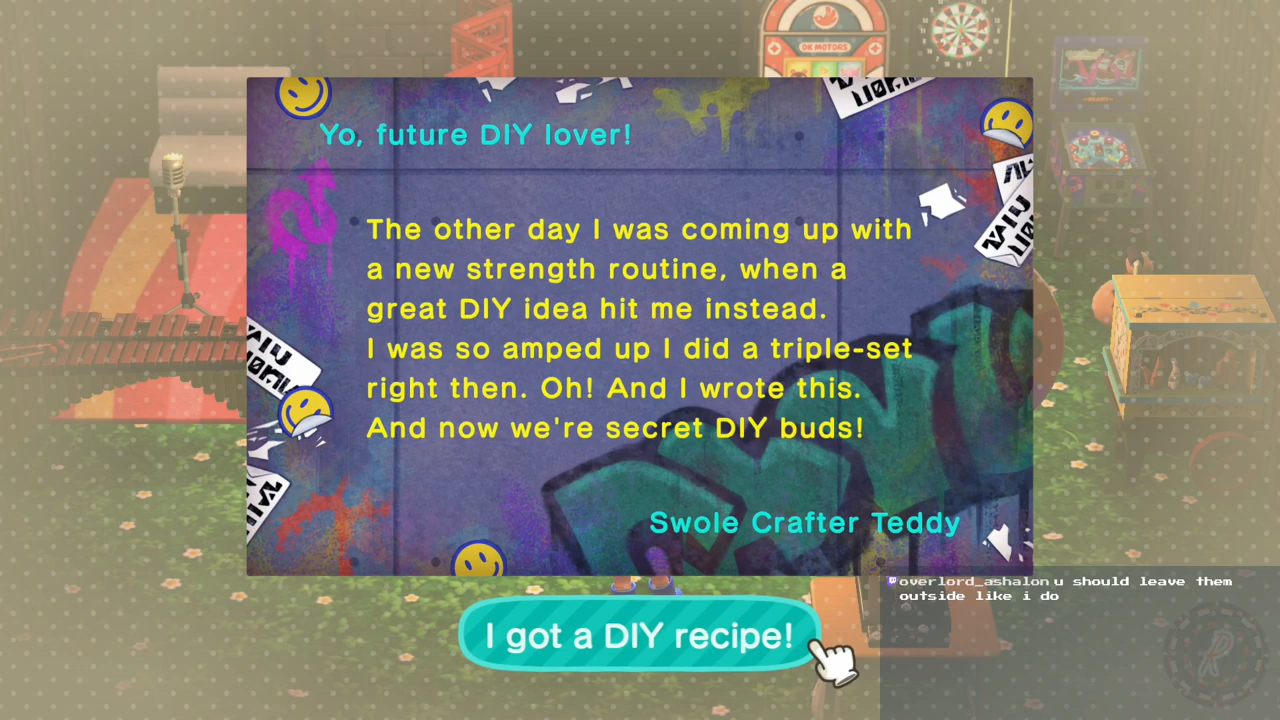 DK MOTORS
Yo, future DIY lover!
The other day I was coming up with
a new strength routine, when a
great DIY idea hit me instead.
I was so amped up I did a triple-set
right then. Oh! And I wrote this.
And now we're secret DIY buds!
Swole Crafter Teddy
overlord_ashalon u should leave them
outside like i do
I got a DIY recipe!
R